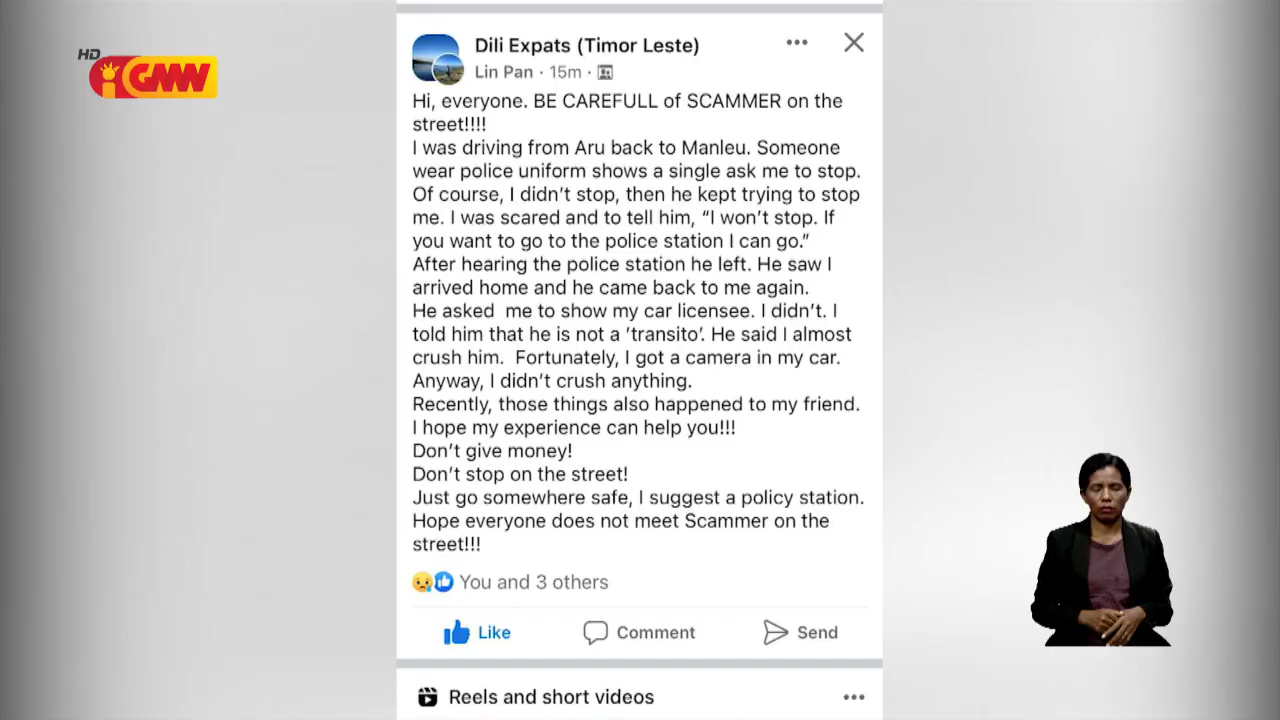 HD
GMN
Dili Expats (Timor Leste)
Lin Pan · 15m ·
Hi, everyone. BE CAREFULL of SCAMMER on the
street!!!!
I was driving from Aru back to Manleu. Someone
wear police uniform shows a single ask me to stop.
Of course, I didn’t stop, then he kept trying to stop
me. I was scared and to tell him, “I won’t stop. If
you want to go to the police station I can go.”
After hearing the police station he left. He saw I
arrived home and he came back to me again.
He asked  me to show my car licensee. I didn’t. I
told him that he is not a ‘transito’. He said I almost
crush him.  Fortunately, I got a camera in my car.
Anyway, I didn’t crush anything.
Recently, those things also happened to my friend.
I hope my experience can help you!!!
Don’t give money!
Don’t stop on the street!
Just go somewhere safe, I suggest a policy station.
Hope everyone does not meet Scammer on the
street!!!
You and 3 others
Like Comment Send
Reels and short videos